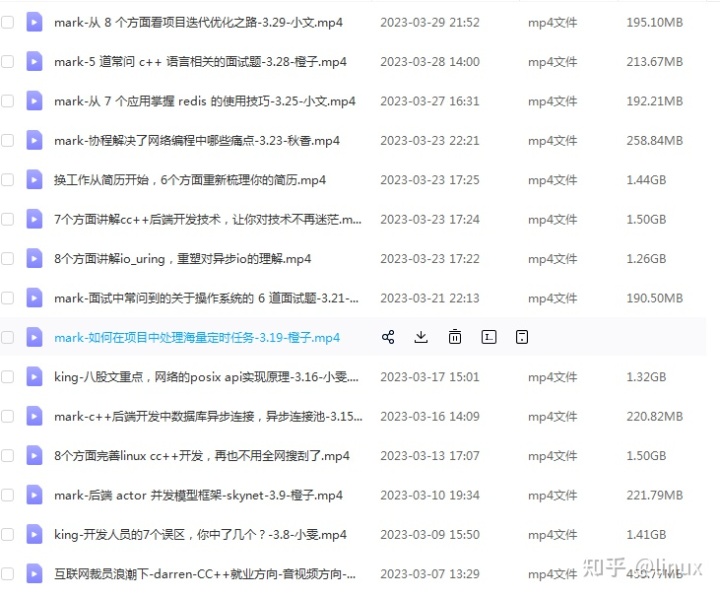 mark-从 8 个方面看项目迭代优化之路-3.29-小文.mp4 2023-03-29 21:52 mp4文件 195.10MB
mark-5 道常问 c++ 语言相关的面试题-3.28-橙子.mp4 2023-03-28 14:00 mp4文件 213.67MB
mark-从 7 个应用掌握 redis 的使用技巧-3.25-小文.mp4 2023-03-27 16:31 mp4文件 192.21MB
mark-协程解决了网络编程中哪些痛点-3.23-秋香.mp4 2023-03-23 22:21 mp4文件 258.84MB
换工作从简历开始，6个方面重新梳理你的简历.mp4 2023-03-23 17:25 mp4文件 1.44GB
7个方面讲解cc++后端开发技术，让你对技术不再迷茫.m... 2023-03-23 17:24 mp4文件 1.50GB
8个方面讲解io_uring，重塑对异步io的理解.mp4 2023-03-23 17:22 mp4文件 1.26GB
mark-面试中常问到的关于操作系统的 6 道面试题-3.21-... 2023-03-21 22:13 mp4文件 190.50MB
mark-如何在项目中处理海量定时任务-3.19-橙子.mp4
king-八股文重点，网络的posix api实现原理-3.16-小雯.... 2023-03-17 15:01 mp4文件 1.32GB
mark-c++后端开发中数据库异步连接，异步连接池-3.15... 2023-03-16 14:09 mp4文件 220.82MB
8个方面完善linux cc++开发，再也不用全网搜刮了.mp4 2023-03-13 17:07 mp4文件 1.50GB
mark-后端 actor 并发模型框架-skynet-3.9-橙子.mp4 2023-03-10 19:34 mp4文件 221.79MB
king-开发人员的7个误区，你中了几个？-3.8-小雯.mp4 2023-03-09 15:50 mp4文件 1.41GB
互联网裁员浪潮下-darren-CC++就业方向-音视频方向-... 2023-03-07 13:29 mp4文件
知乎 @linux